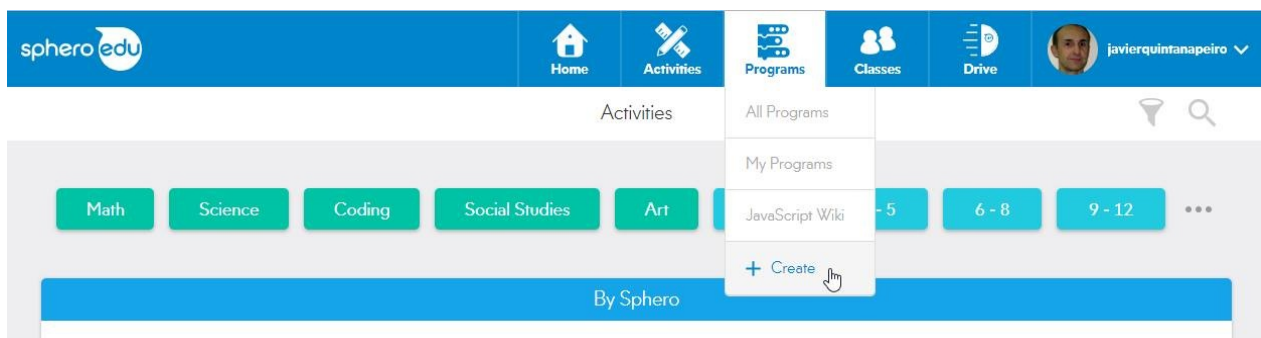 sphero edu
Home
Activities
Programs
Classes
Drive
javierquintanapeiro
Activities
All Programs
My Programs
JavaScript Wiki
+ Create
Math
Science
Coding
Social Studies
Art
- 5
6 - 8
9 - 12
By Sphero